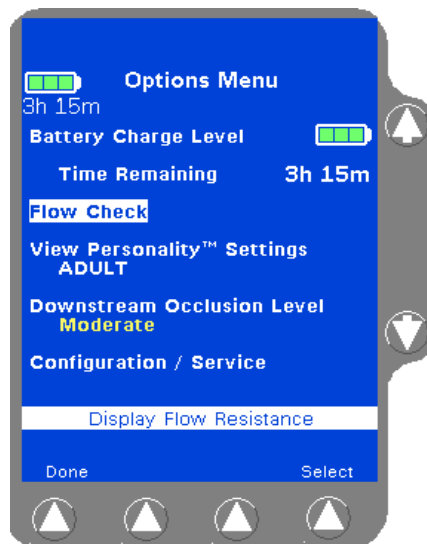 Options Menu
3h 15m
Battery Charge Level
Time Remaining 3h 15m
Flow Check
View Personality™ Settings
ADULT
Downstream Occlusion Level
Moderate
Configuration / Service
Display Flow Resistance
Done Select